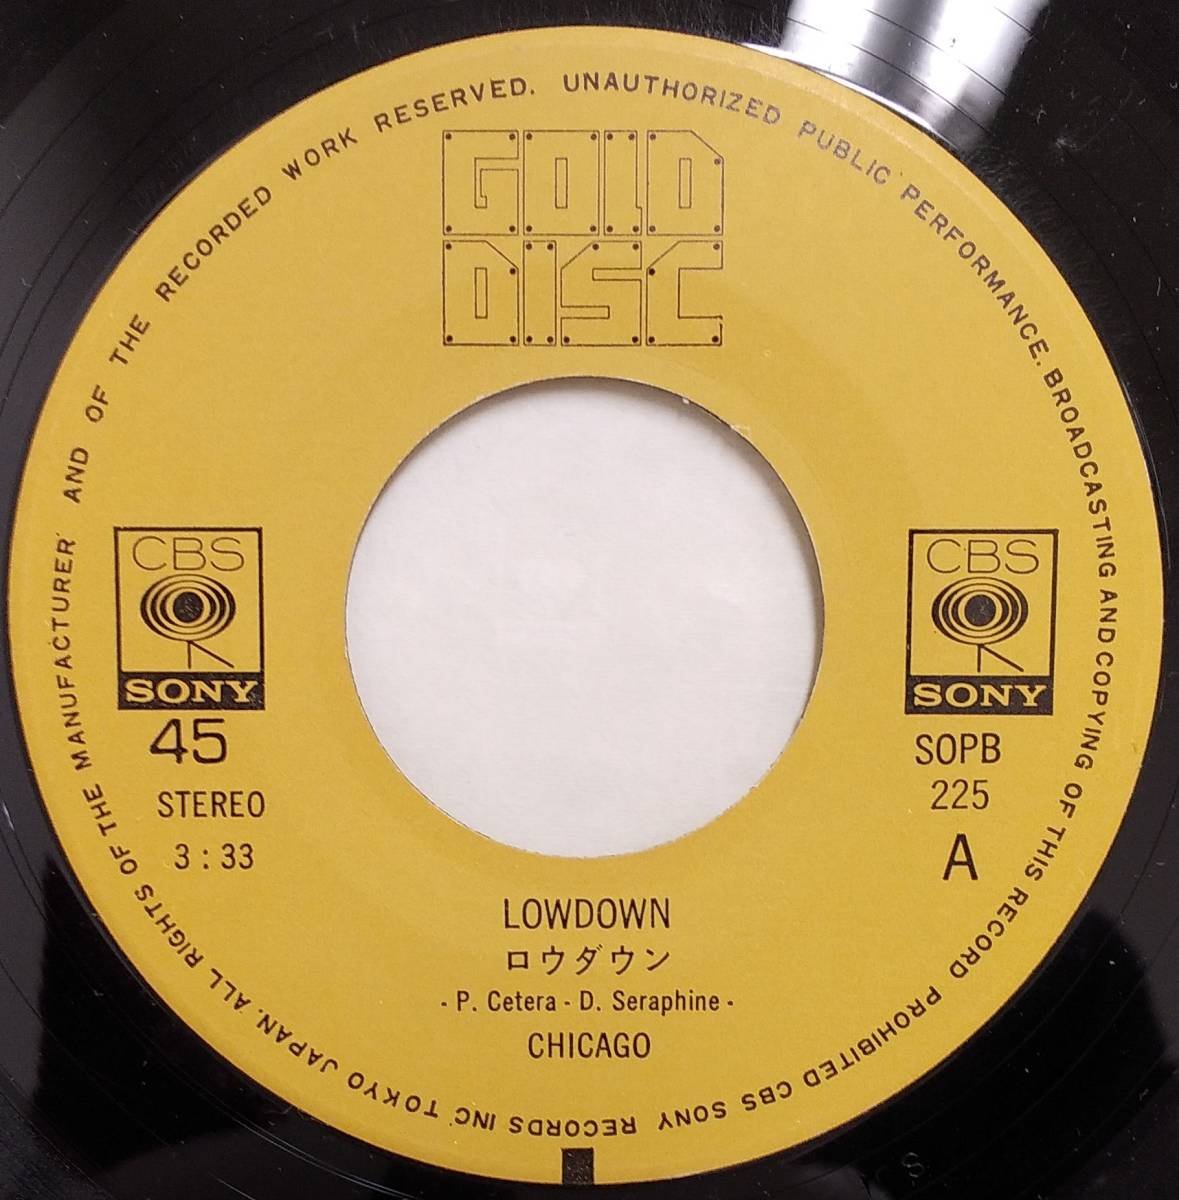 ALL RIGHTS OF THE MANUFACTURER AND OF THE RECORDED WORK RESERVED. UNAUTHORIZED PUBLIC PERFORMANCE. BROADCASTING AND COPYING OF THIS RECORD PROHIBITED CBS SONY RECORDS INC TOKYO JAPAN.
GOLD
DISC
CBS
SONY
45
STEREO
3:33
CBS
SONY
SOPB
225
A
LOWDOWN
ロウダウン
- P. Cetera - D. Seraphine -
CHICAGO